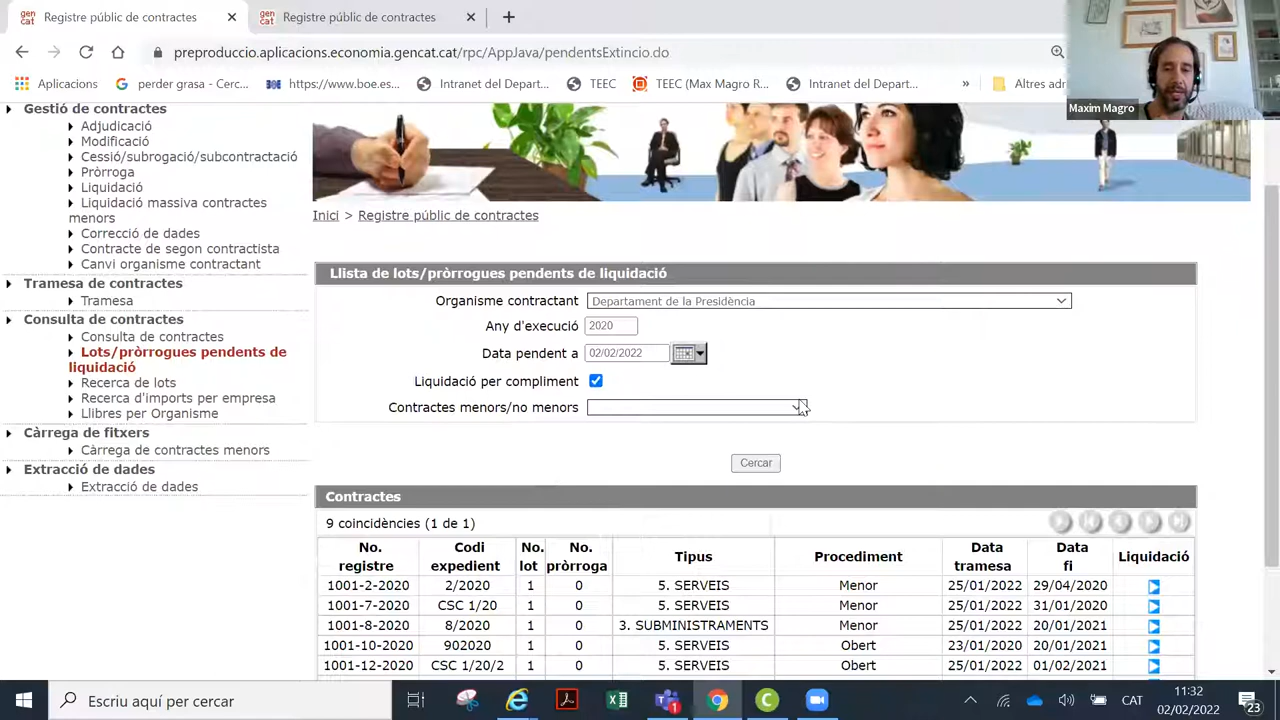 gen cat Registre públic de contractes
gen cat Registre públic de contractes
preproduccio.aplicacions.economia.gencat.cat/rpc/AppJava/pendentsExtincio.do
Aplicacions
perder grasa - Cerc...
https://www.boe.es...
Intranet del Depart...
TEEC
TEEC (Max Magro R...
Intranet del Depart...
»
Maxim Magro
Gestió de contractes
Adjudicació
Modificació
Cessió/subrogació/subcontractació
Pròrroga
Liquidació
Liquidació massiva contractes
menors
Correcció de dades
Contracte de segon contractista
Canvi organisme contractant
Tramesa de contractes
Tramesa
Consulta de contractes
Consulta de contractes
Lots/pròrrogues pendents de
liquidació
Recerca de lots
Recerca d'imports per empresa
Llibres per Organisme
Càrrega de fitxers
Càrrega de contractes menors
Extracció de dades
Extracció de dades
Inici > Registre públic de contractes
Llista de lots/pròrrogues pendents de liquidació
Organisme contractant Departament de la Presidència
Any d'execució 2020
Data pendent a 02/02/2022
Liquidació per compliment
Contractes menors/no menors
Cercar
Contractes
9 coincidències (1 de 1)
No. registre Codi expedient No. lot No. pròrroga Tipus Procediment Data tramesa Data fi Liquidació
1001-2-2020 2/2020 1 0 5. SERVEIS Menor 25/01/2022 29/04/2020
1001-7-2020 CSC 1/20 1 0 5. SERVEIS Menor 25/01/2022 31/01/2020
1001-8-2020 8/2020 1 0 3. SUBMINISTRAMENTS Menor 25/01/2022 20/01/2021
1001-10-2020 992020 1 0 5. SERVEIS Obert 23/01/2020 20/01/2021
1001-12-2020 CSC 1/20/2 1 0 5. SERVEIS Obert 25/01/2022 01/02/2021
Escriu aquí per cercar
CAT
11:32
02/02/2022
23